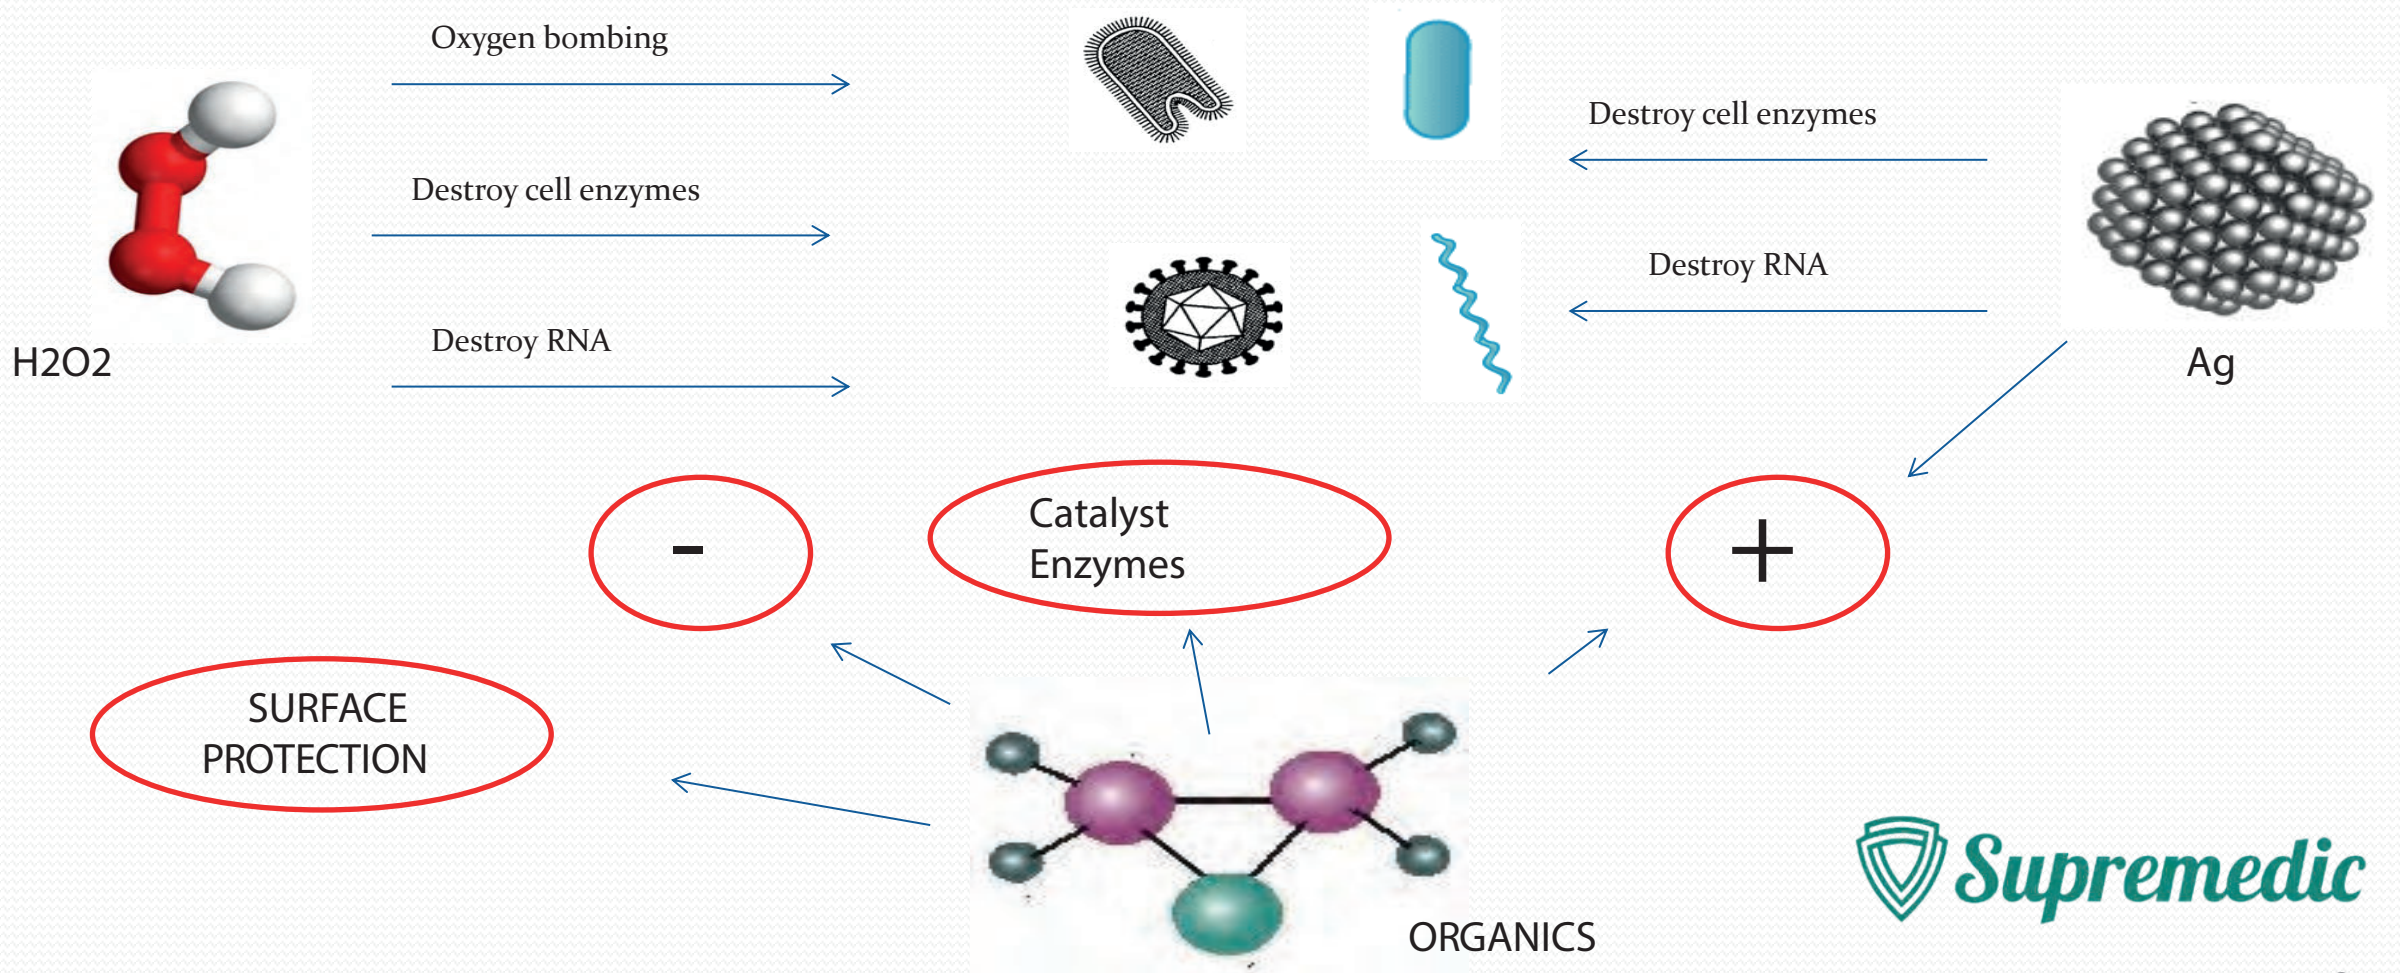 Oxygen bombing
Destroy cell enzymes
Destroy cell enzymes
Destroy RNA
Destroy RNA
H2O2
Ag
-
Catalyst
Enzymes
+
SURFACE
PROTECTION
ORGANICS
Supremedic